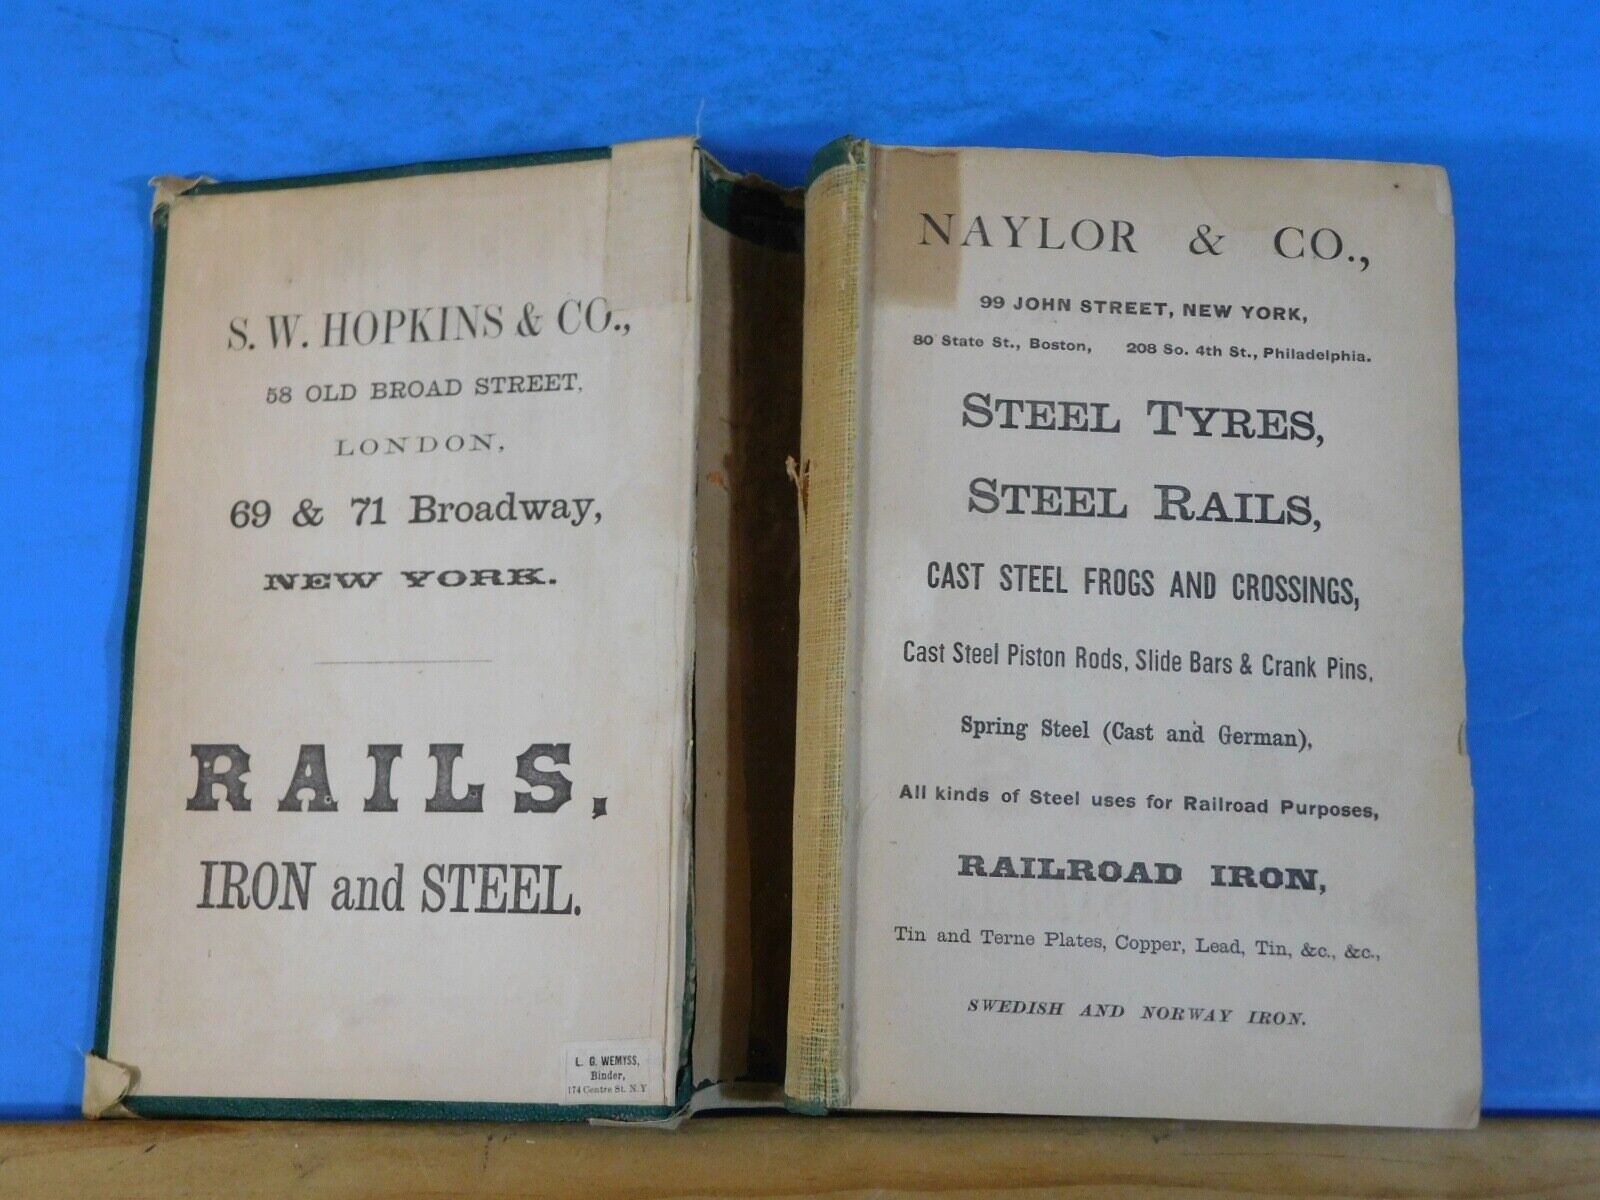 S. W. HOPKINS & CO.,
58 OLD BROAD STREET,
LONDON,
69 & 71 Broadway,
NEW YORK.
RAILS,
IRON and STEEL.
L. G. WEMYSS,
Binder,
174 Centre St. N.Y
NAYLOR & CO.,
99 JOHN STREET, NEW YORK,
80 State St., Boston, 208 So. 4th St., Philadelphia.
STEEL TYRES,
STEEL RAILS,
CAST STEEL FROGS AND CROSSINGS,
Cast Steel Piston Rods, Slide Bars & Crank Pins,
Spring Steel (Cast and German),
All kinds of Steel uses for Railroad Purposes,
RAILROAD IRON,
Tin and Terne Plates, Copper, Lead, Tin, &c., &c.,
SWEDISH AND NORWAY IRON.